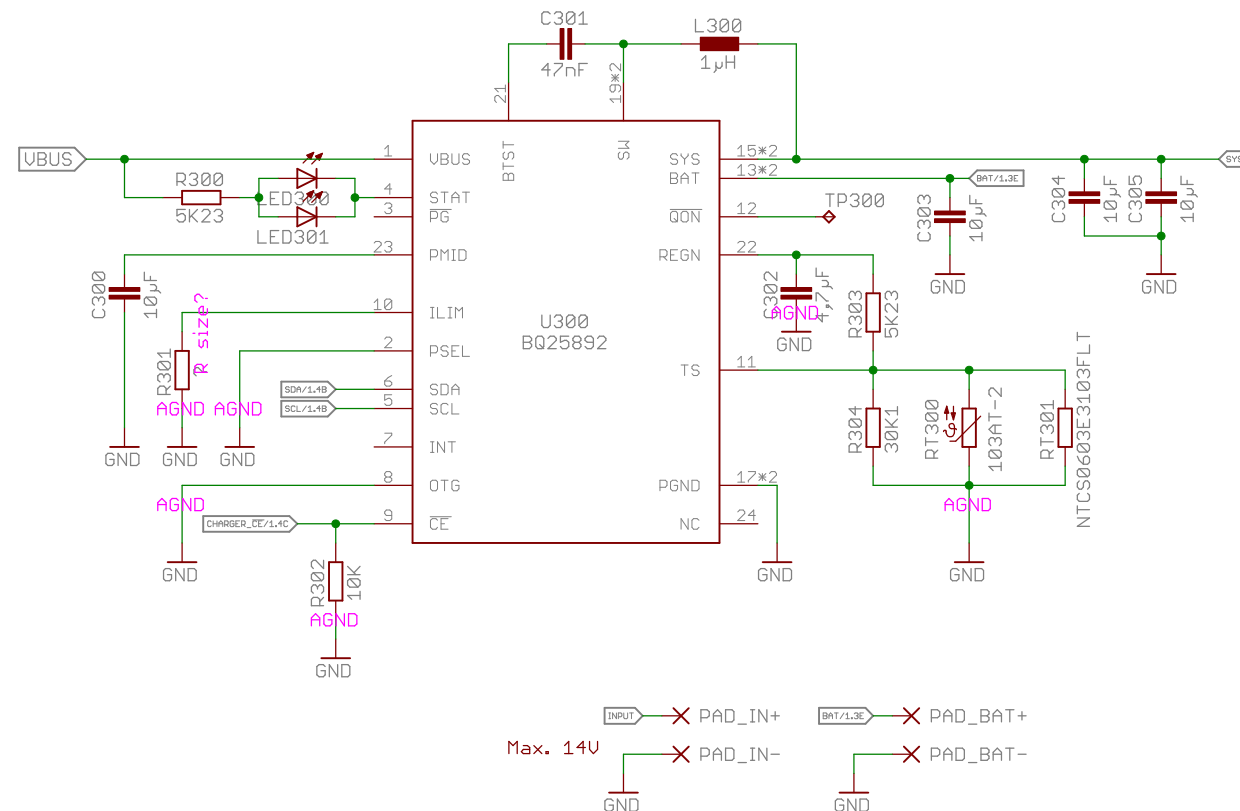 C301
47nF
L300
1µH
21
19*2
BTST
SW
VBUS
1
VBUS
R300
5K23
LED300
LED301
4
STAT
3
PG
23
PMID
C300
10µF
R size?
R301
10
ILIM
2
PSEL
AGND
AGND
SDA/1.4B
6
SDA
SCL/1.4B
5
SCL
7
INT
GND
GND
GND
8
OTG
AGND
CHARGER_CE/1.4C
9
CE
GND
R302
10K
AGND
GND
U300
BQ25892
SYS
15*2
BAT
13*2
BAT/1.3E
SYS
QON
12
TP300
REGN
22
C303
10µF
GND
C304
10µF
C305
10µF
GND
C302
4,7µF
AGND
GND
R303
5K23
TS
11
R304
30K1
RT300
103AT-2
RT301
NTCS0603E3103FLT
PGND
17*2
NC
24
AGND
GND
GND
INPUT
PAD_IN+
BAT/1.3E
PAD_BAT+
Max. 14V
PAD_IN-
PAD_BAT-
GND
GND